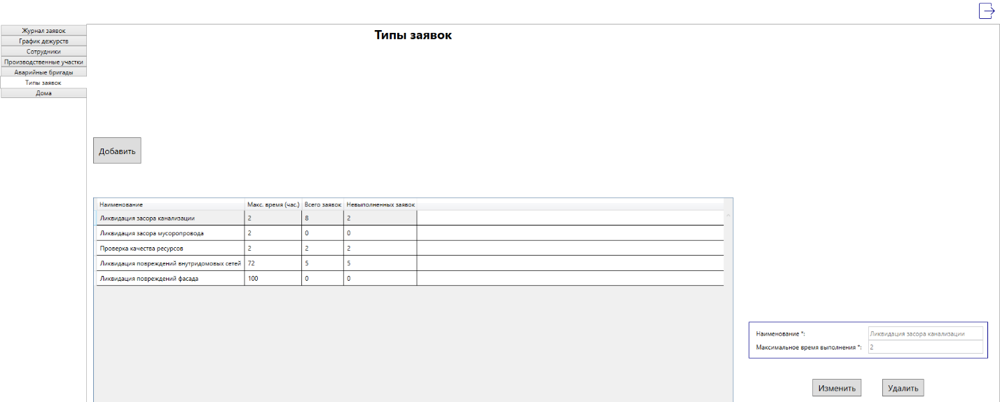 Журнал заявок
График дежурств
Сотрудники
Производственные участки
Аварийные бригады
Типы заявок
Дома
Типы заявок
Добавить
Наименование Макс. время (час.) Всего заявок Невыполненных заявок
Ликвидация засора канализации 2 8 2
Ликвидация засора мусоропровода 2 0 0
Проверка качества ресурсов 2 2 2
Ликвидация повреждений внутридомовых сетей 72 5 5
Ликвидация повреждений фасада 100 0 0
Наименование *: Ликвидация засора канализации
Максимальное время выполнения *: 2
Изменить Удалить